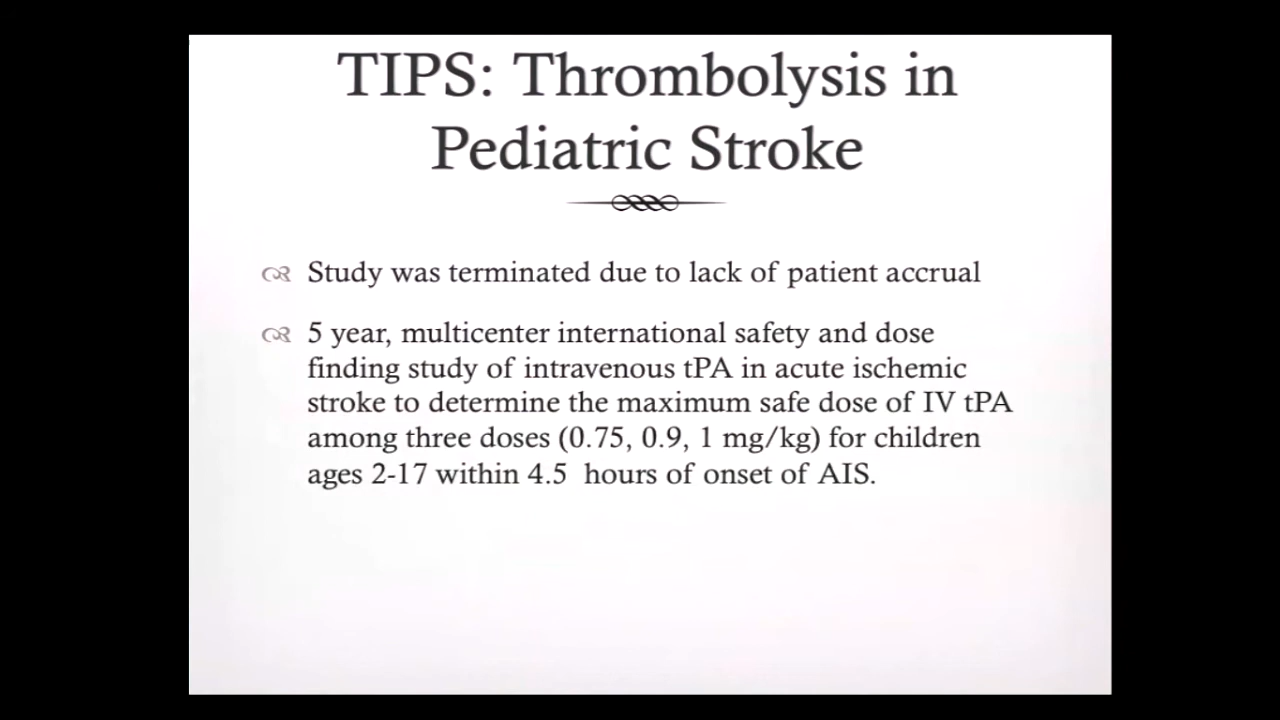 TIPS: Thrombolysis in
Pediatric Stroke
Study was terminated due to lack of patient accrual
5 year, multicenter international safety and dose
finding study of intravenous tPA in acute ischemic
stroke to determine the maximum safe dose of IV tPA
among three doses (0.75, 0.9, 1 mg/kg) for children
ages 2-17 within 4.5 hours of onset of AIS.